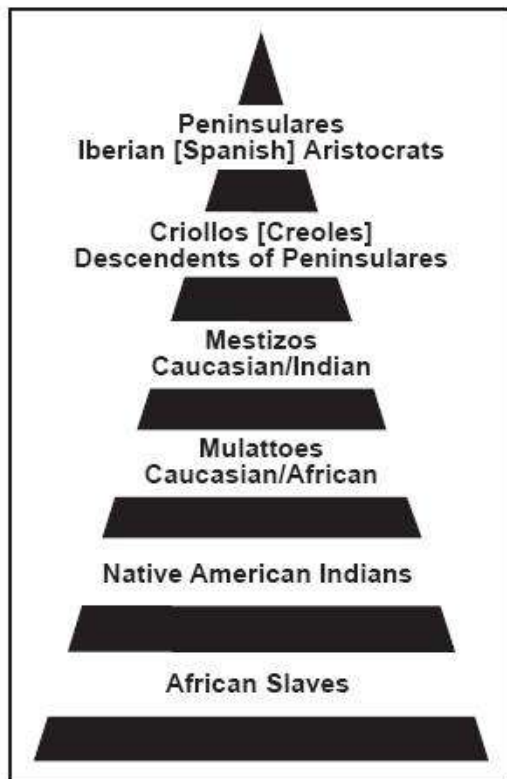 Peninsulares
Iberian [Spanish] Aristocrats
Criollos [Creoles]
Descendents of Peninsulares
Mestizos
Caucasian/Indian
Mulattoes
Caucasian/African
Native American Indians
African Slaves